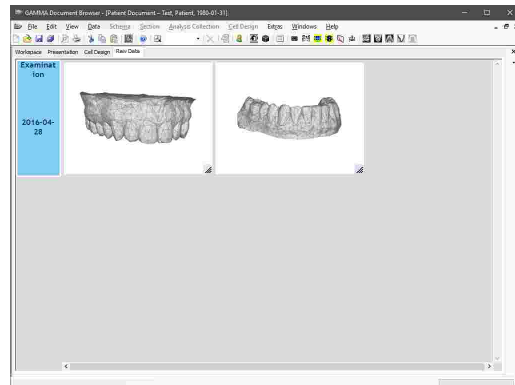 GAMMA Document Browser - [Patient Document – Test, Patient, 1980-01-31]
File Edit View Data Schema Section Analysis Collection Cell Design Extras Windows Help
Workspace Presentation Cell Design Raw Data
Examinat
ion
2016-04-
28